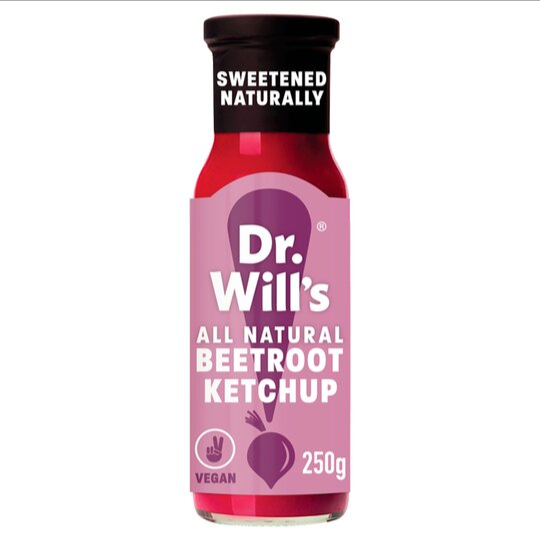 SWEETENED
NATURALLY
Dr.
®
Will's
ALL NATURAL
BEETROOT
KETCHUP
VEGAN
250g